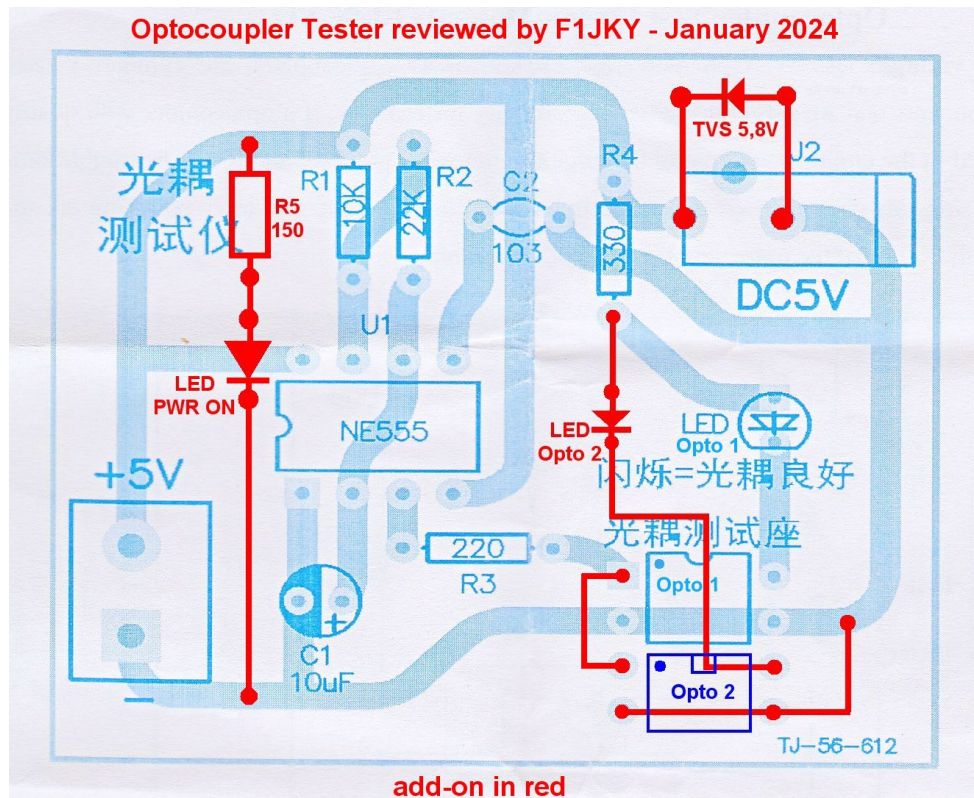 Optocoupler Tester reviewed by F1JKY - January 2024
TVS 5,8V
J2
光耦
测试仪
R5
150
R1
10K
22K
R2
C2
103
R4
330
DC5V
U1
LED
PWR ON
NE555
LED
Opto 2
LED
Opto 1
闪烁=光耦良好
+5V
光耦测试座
220
R3
Opto 1
+
C1
10uF
Opto 2
–
TJ-56-612
add-on in red